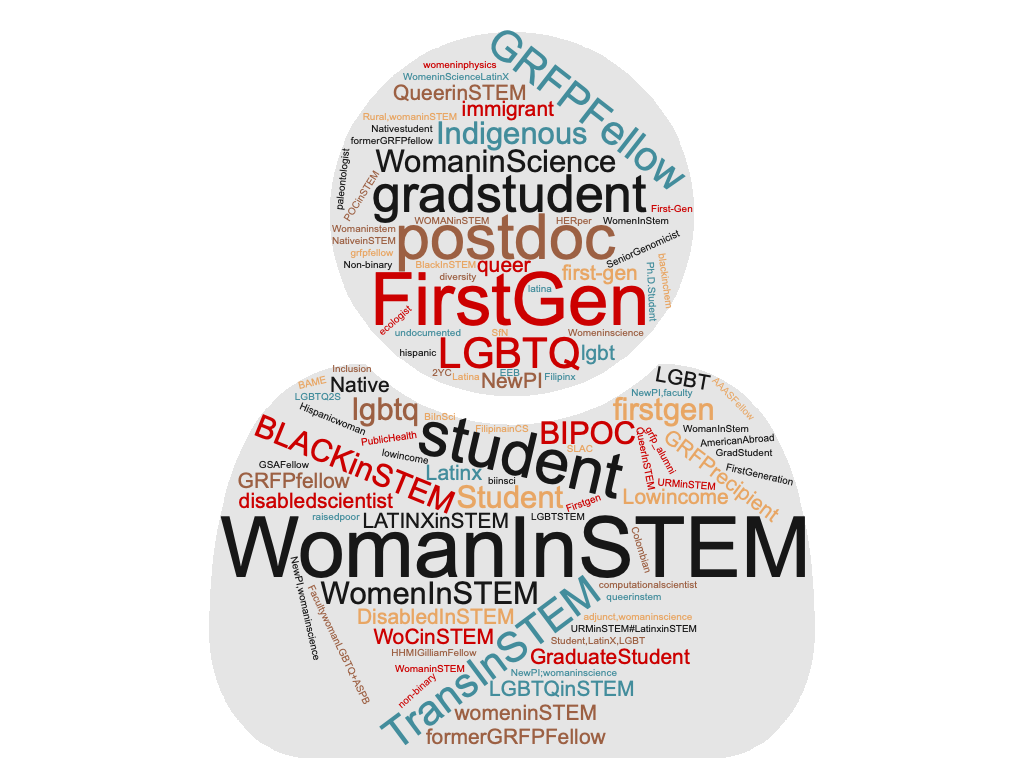 GRFPFellow
womeninphysics
WomeninScienceLatinX
QueerinSTEM
immigrant
Rural,womaninSTEM
Nativestudent
Indigenous
formerGRFPfellow
WomaninScience
paleontologist
POCinSTEM
gradstudent
First-Gen
WOMANinSTEM
HERper
WomenInStem
Womaninstem
postdoc
NativeinSTEM
SeniorGenomicist
grfpfellow
Non-binary
BlackInSTEM
queer
first-gen
blackinchem
Ph.D.Student
diversity
FirstGen
latina
ecologist
undocumented
SfN
Womeninscience
hispanic
LGBTQ
lgbt
2YC
Latina
EEB
NewPI
Filipinx
Inclusion
BAME
Native
LGBT
AAASFellow
LGBTQ2S
NewPI,faculty
Hispanicwoman
lgbtq
BiInSci
firstgen
BLACKinSTEM
PublicHealth
student
FilipinainCS
BIPOC
WomanInStem
QueerInSTEM
grfp_alumni
GRFPrecipient
AmericanAbroad
SLAC
GradStudent
lowincome
GSAFellow
Latinx
biinsci
FirstGeneration
GRFPfellow
URMinSTEM
disabledscientist
Student
Firstgen
Lowincome
raisedpoor
LATINXinSTEM
LGBTSTEM
WomanInSTEM
Colombian
NewPI,womaninscience
FacultywomanLGBTQ+ASPB
WomenInSTEM
computationalscientist
queerinstem
TransInSTEM
DisabledInSTEM
adjunct,womaninscience
WoCinSTEM
URMinSTEM#LatinxinSTEM
Student,LatinX,LGBT
HHMIGilliamFellow
GraduateStudent
WomaninSTEM
NewPI;womaninscience
non-binary
LGBTQinSTEM
womeninSTEM
formerGRFPFellow